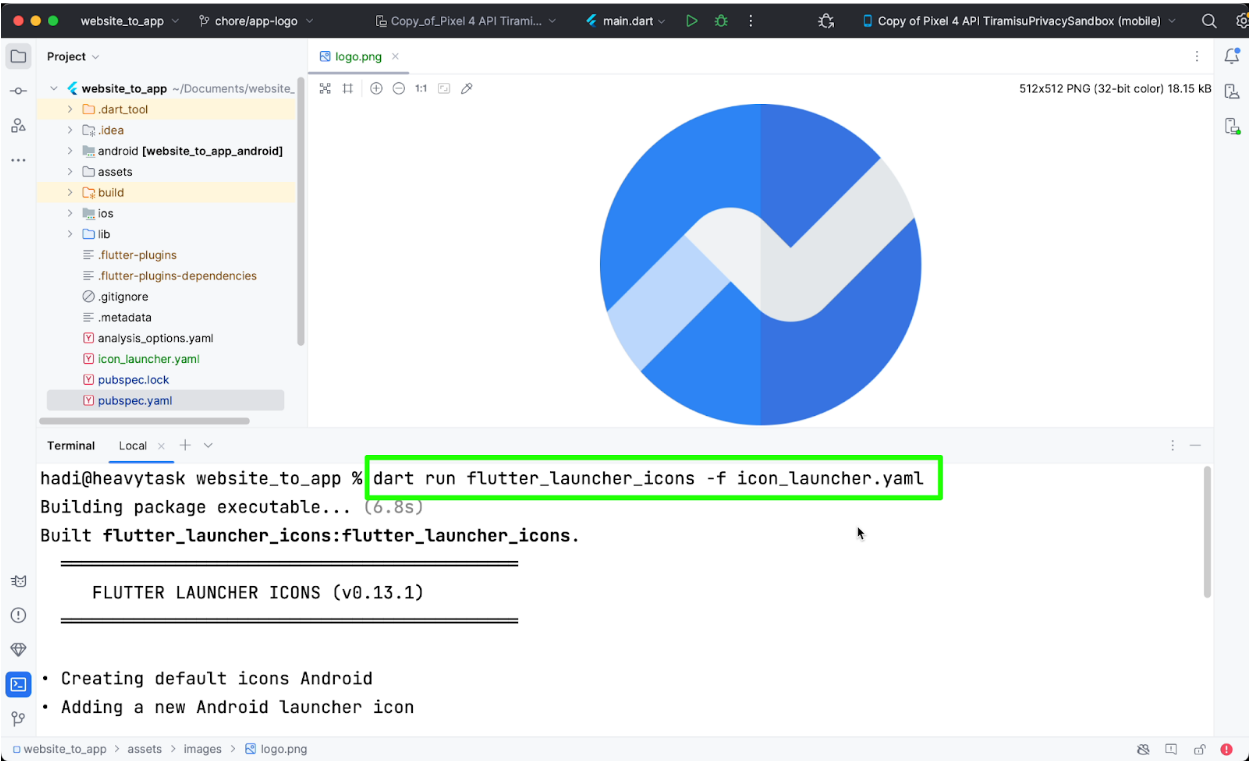 website_to_app
chore/app-logo
Copy_of_Pixel 4 API Tirami...
main.dart
Copy of Pixel 4 API TiramisuPrivacySandbox (mobile)
Project
logo.png
website_to_app ~/Documents/website_
1:1
512x512 PNG (32-bit color) 18.15 kB
.dart_tool
.idea
android [website_to_app_android]
assets
build
ios
lib
.flutter-plugins
.flutter-plugins-dependencies
.gitignore
.metadata
analysis_options.yaml
icon_launcher.yaml
pubspec.lock
pubspec.yaml
Terminal Local
hadi@heavytask website_to_app % dart run flutter_launcher_icons -f icon_launcher.yaml
Building package executable... (6.8s)
Built flutter_launcher_icons:flutter_launcher_icons.
FLUTTER LAUNCHER ICONS (v0.13.1)
• Creating default icons Android
• Adding a new Android launcher icon
website_to_app > assets > images > logo.png